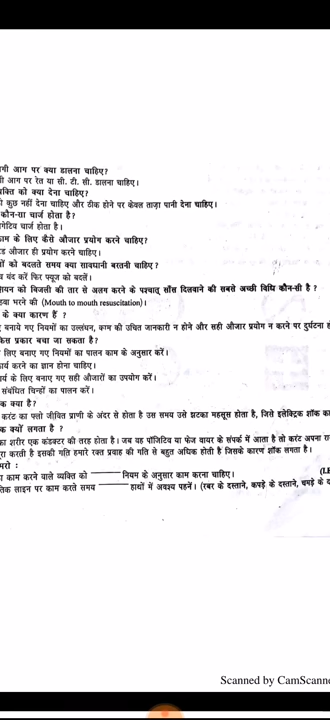 गी आग पर क्या डालना चाहिए?
ी आग पर रेत या सी. टी. सी. डालना चाहिए।
यक्ति को क्या देना चाहिए?
ो कुछ नहीं देना चाहिए और ठीक होने पर केवल ताज़ा पानी देना चाहिए।
कौन-सा चार्ज होता है?
गेटिव चार्ज होता है।
काम के लिए कैसे औजार प्रयोग करने चाहिए?
ड औजार ही प्रयोग करने चाहिए।
ों को बदलते समय क्या सावधानी बरतनी चाहिए?
च बंद करें फिर फ्यूज को बदलें।
शियन को बिजली की तार से अलग करने के पश्चात् साँस दिलवाने की सबसे अच्छी विधि कौन-सी है ?
हवा भरने की (Mouth to mouth resuscitation)।
के क्या कारण हैं ?
बनाये गए नियमों का उल्लंघन, काम की उचित जानकारी न होने और सही औजार प्रयोग न करने पर दुर्घटना ह
किस प्रकार बचा जा सकता है?
लिए बनाए गए नियमों का पालन काम के अनुसार करें।
कार्य करने का ज्ञान होना चाहिए।
र्य के लिए बनाए गए सही औजारों का उपयोग करें।
संबंधित चिन्हों का पालन करें।
क क्या है?
करंट का फ्लो जीवित प्राणी के अंदर से होता है उस समय उसे झटका महसूस होता है, जिसे इलेक्ट्रिक शॉक का
क क्यों लगता है ?
का शरीर एक कंडक्टर की तरह होता है। जब यह पॉजिटिव या फेज वायर के संपर्क में आता है तो करंट अपना रा
रा करती है इसकी गति हमारे रक्त प्रवाह की गति से बहुत अधिक होती है जिसके कारण शॉक लगता है।
भरो :
ा काम करने वाले व्यक्ति को ———— नियम के अनुसार काम करना चाहिए।
तिक लाइन पर काम करते समय ———— हाथों में अवश्य पहनें। (रबर के दस्ताने, कपड़े के दस्ताने, चमड़े के द
Scanned by CamScanne